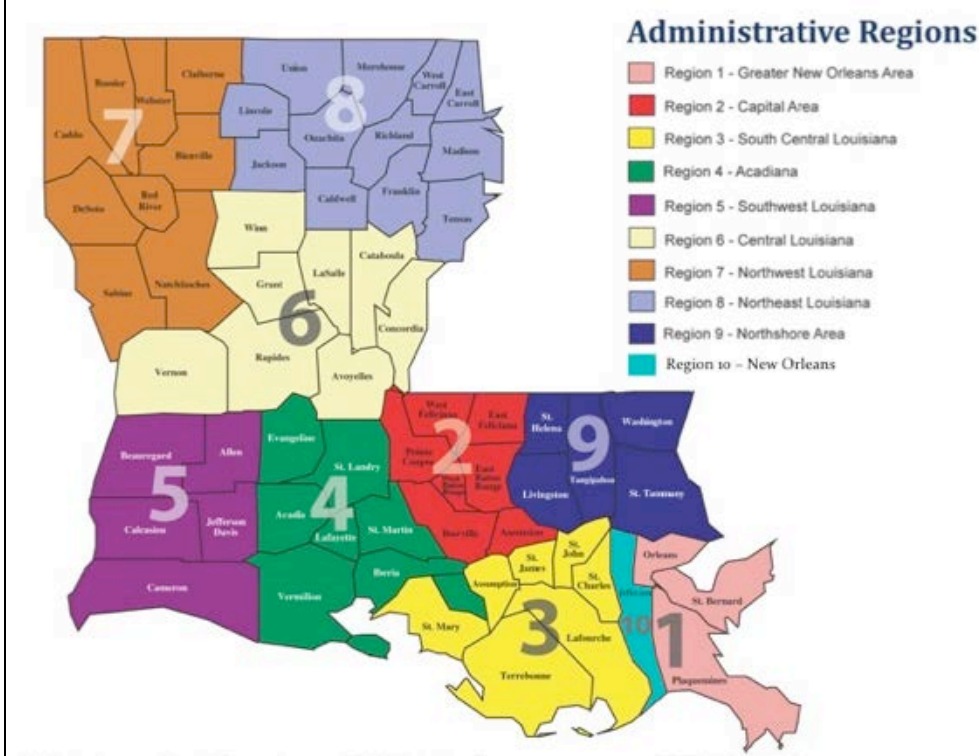 Administrative Regions
Region 1 - Greater New Orleans Area
Region 2 - Capital Area
Region 3 - South Central Louisiana
Region 4 - Acadiana
Region 5 - Southwest Louisiana
Region 6 - Central Louisiana
Region 7 - Northwest Louisiana
Region 8 - Northeast Louisiana
Region 9 - Northshore Area
Region 10 – New Orleans
7
Caddo
Bossier
Webster
Claiborne
Bienville
DeSoto
Red
River
Sabine
Natchitoches
8
Union
Morehouse
West
Carroll
East
Carroll
Lincoln
Ouachita
Richland
Madison
Jackson
Caldwell
Franklin
Tensas
6
Winn
Grant
LaSalle
Catahoula
Concordia
Rapides
Vernon
Avoyelles
5
Beauregard
Allen
Calcasieu
Jefferson
Davis
Cameron
4
Evangeline
St. Landry
Acadia
Lafayette
St. Martin
Iberia
Vermilion
2
West
Feliciana
East
Feliciana
Pointe
Coupee
West
Baton
Rouge
East
Baton
Rouge
Iberville
Ascension
9
St.
Helena
Washington
Tangipahoa
Livingston
St. Tammany
3
St.
James
St.
John
St.
Charles
Assumption
St. Mary
Lafourche
Terrebonne
10
Jefferson
1
Orleans
St. Bernard
Plaquemines